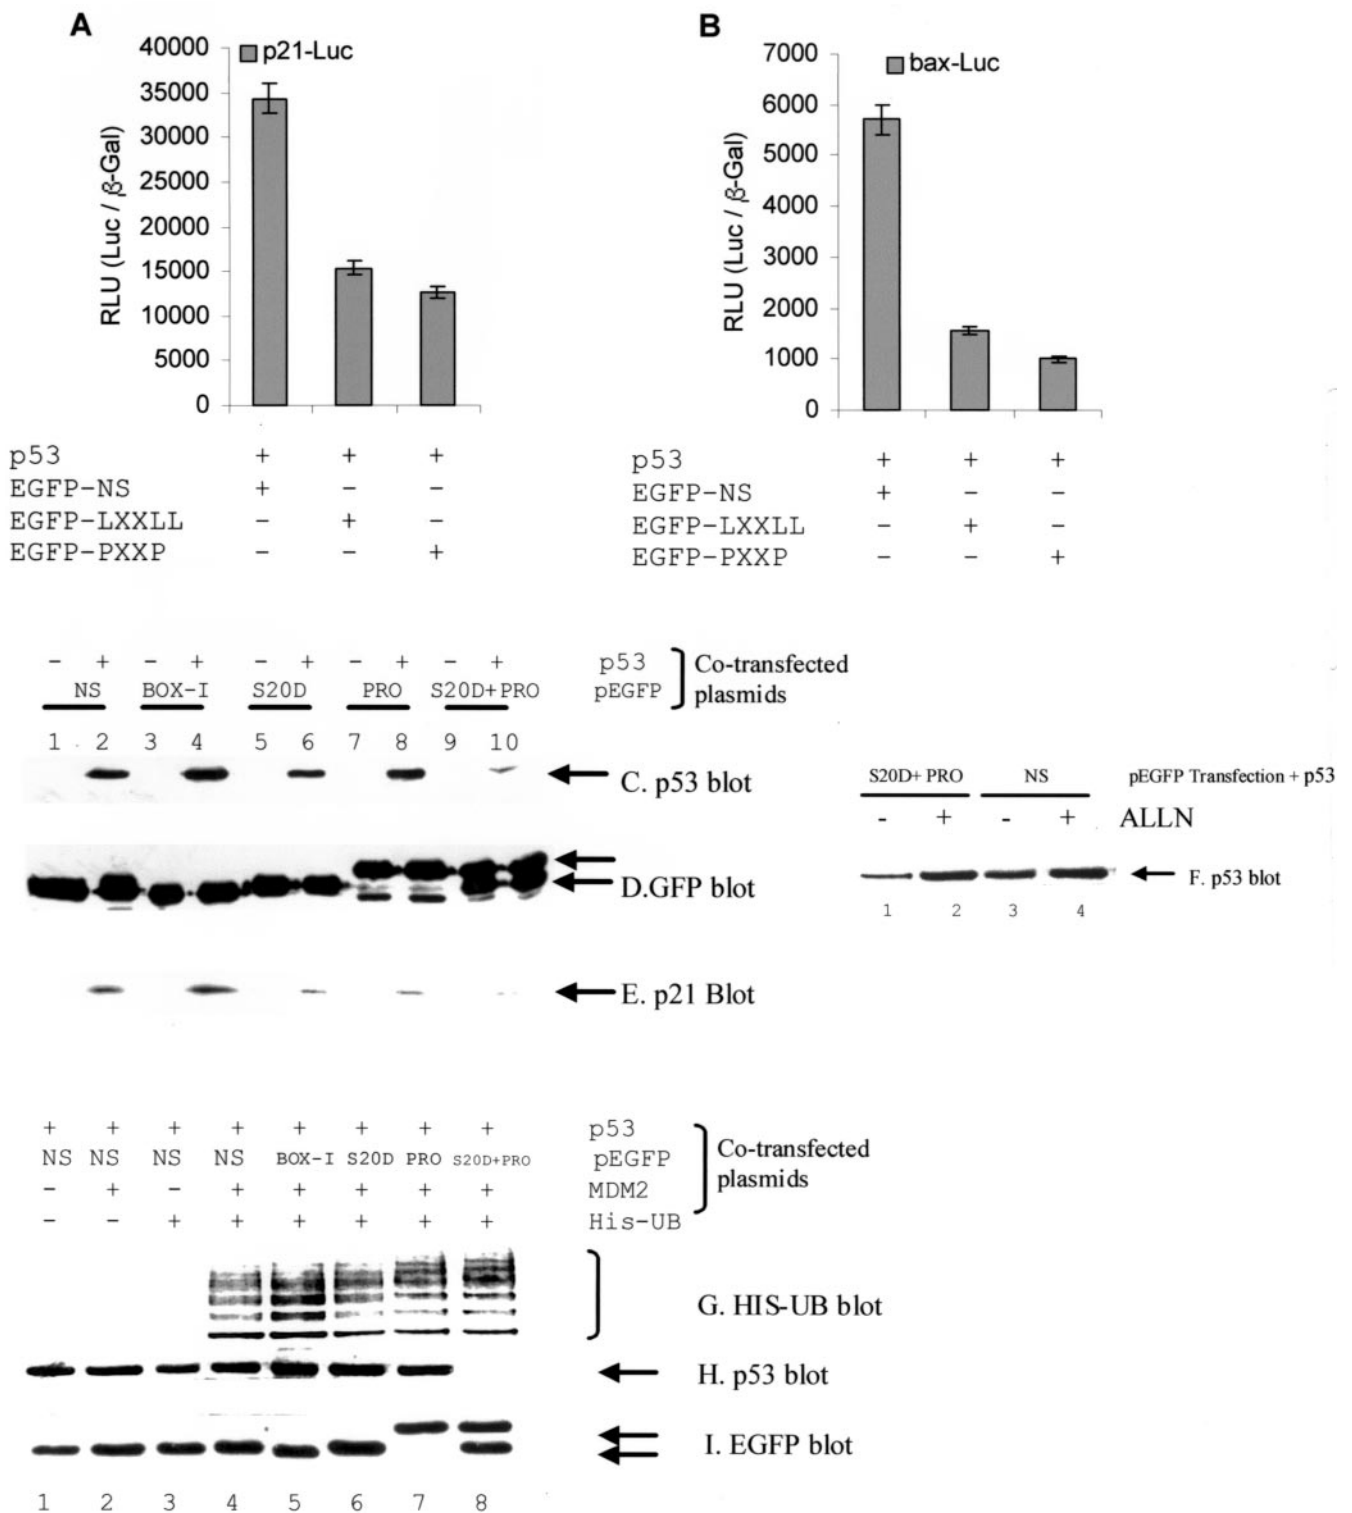 A
p21-Luc
RLU (Luc / β-Gal)
40000
35000
30000
25000
20000
15000
10000
5000
0
p53 + + +
EGFP-NS + - -
EGFP-LXXLL - + -
EGFP-PXXP - - +
B
bax-Luc
RLU (Luc / β-Gal)
7000
6000
5000
4000
3000
2000
1000
0
p53 + + +
EGFP-NS + - -
EGFP-LXXLL - + -
EGFP-PXXP - - +
- + - + - + - + - + p53
NS BOX-I S20D PRO S20D+PRO pEGFP
Co-transfected
plasmids
1 2 3 4 5 6 7 8 9 10
C. p53 blot
D.GFP blot
E. p21 Blot
S20D+ PRO NS pEGFP Transfection + p53
- + - + ALLN
F. p53 blot
1 2 3 4
+ + + + + + + + p53
NS NS NS NS BOX-I S20D PRO S20D+PRO pEGFP
- + - + + + + + MDM2
- - + + + + + + His-UB
Co-transfected
plasmids
G. HIS-UB blot
H. p53 blot
I. EGFP blot
1 2 3 4 5 6 7 8